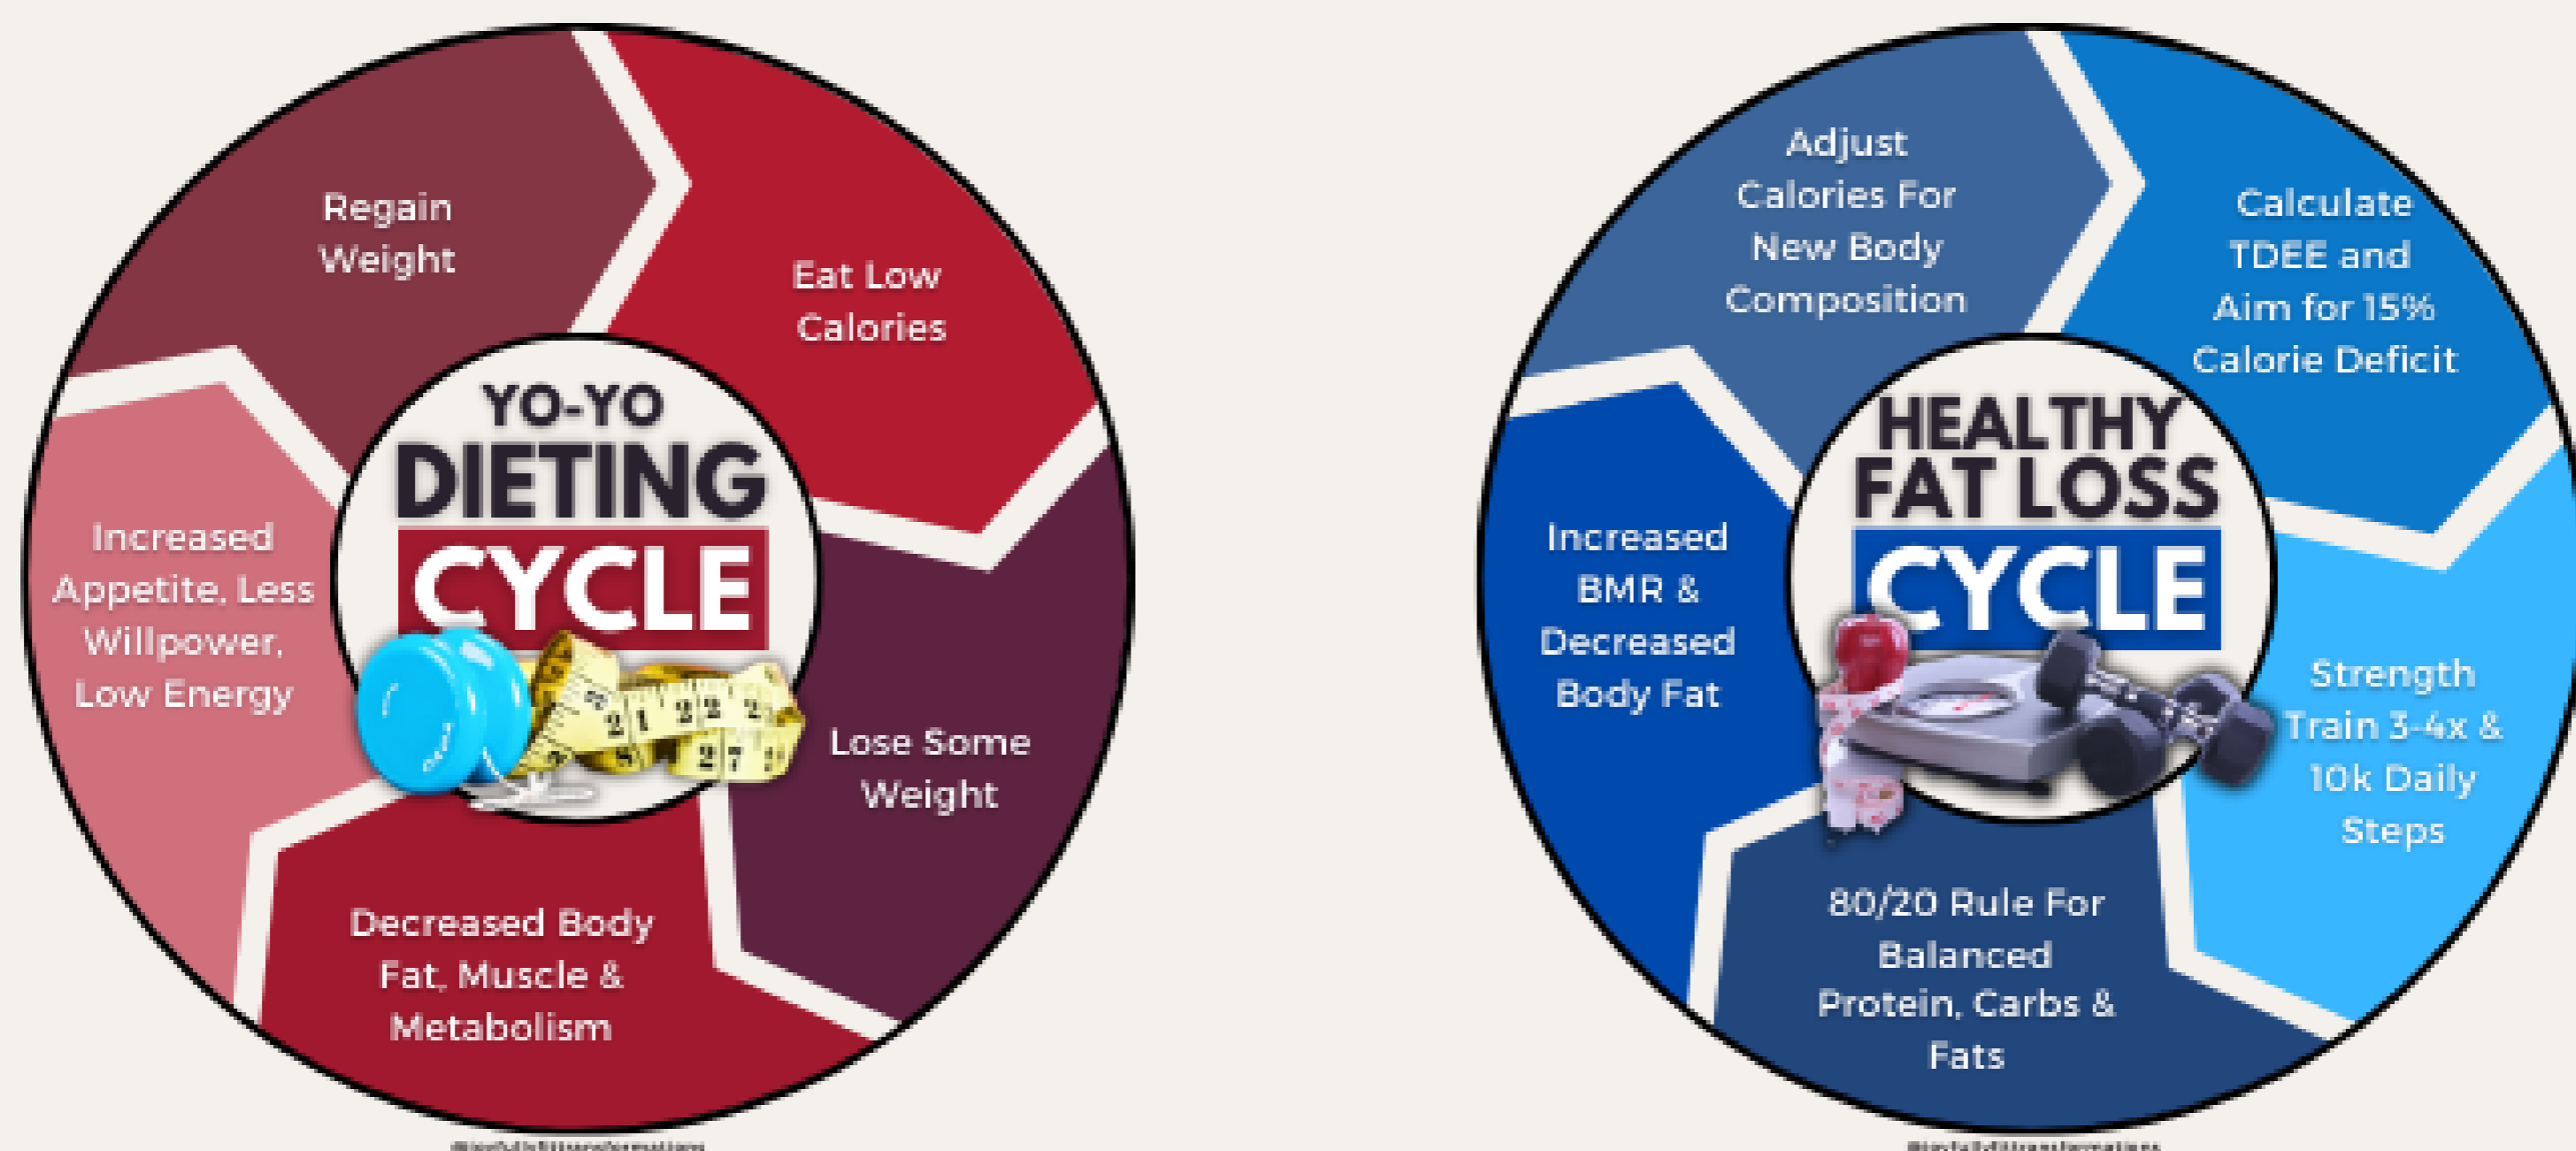 Regain
Weight
Eat Low
Calories
Lose Some
Weight
Decreased Body
Fat, Muscle &
Metabolism
Increased
Appetite, Less
Willpower,
Low Energy
YO-YO
DIETING
CYCLE
Adjust
Calories For
New Body
Composition
Calculate
TDEE and
Aim for 15%
Calorie Deficit
Strength
Train 3-4x &
10k Daily
Steps
80/20 Rule For
Balanced
Protein, Carbs &
Fats
Increased
BMR &
Decreased
Body Fat
HEALTHY
FAT LOSS
CYCLE